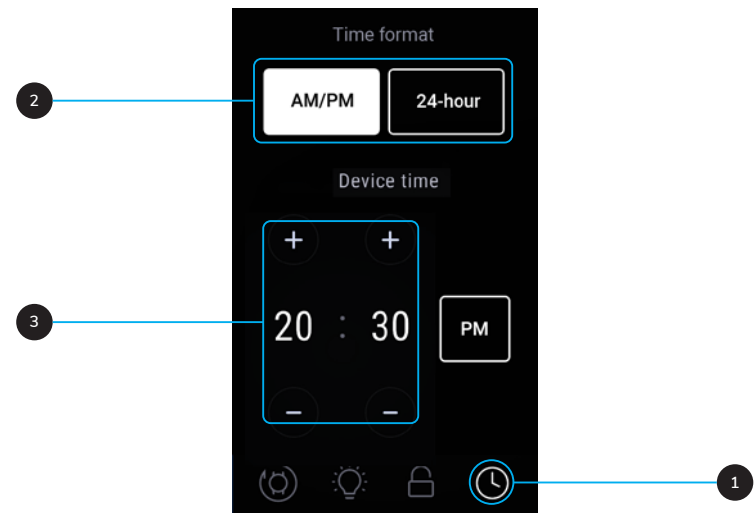 Time format
2
AM/PM 24-hour
Device time
+ +
3
20 : 30 PM
− −
1